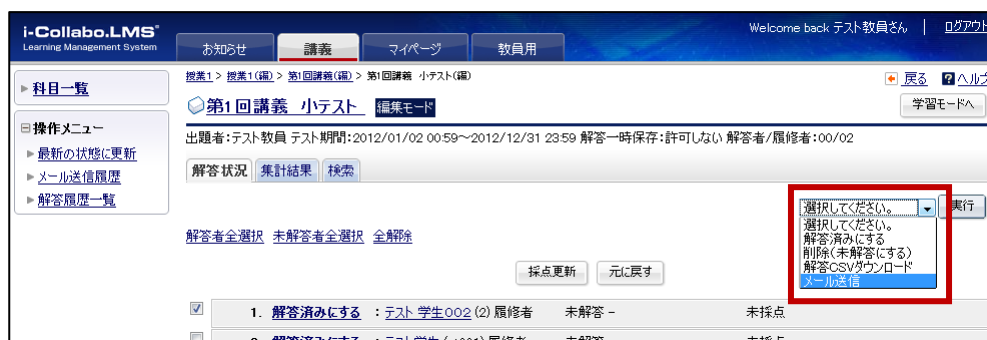 i-Collabo.LMS
Learning Management System
Welcome back テスト教員さん | ログアウト
お知らせ 講義 マイページ 教員用
科目一覧
操作メニュー
最新の状態に更新
メール送信履歴
解答履歴一覧
授業1 > 授業1(編) > 第1回講義(編) > 第1回講義 小テスト(編)
戻る ヘルプ
第1回講義 小テスト 編集モード
学習モードへ
出題者:テスト教員 テスト期間:2012/01/02 00:59～2012/12/31 23:59 解答一時保存:許可しない 解答者/履修者:00/02
解答状況 集計結果 検索
選択してください。 実行
選択してください。
解答済みにする
削除(未解答にする)
解答CSVダウンロード
メール送信
解答者全選択 未解答者全選択 全解除
採点更新 元に戻す
1. 解答済みにする : テスト 学生002 (2) 履修者 未解答 - 未採点